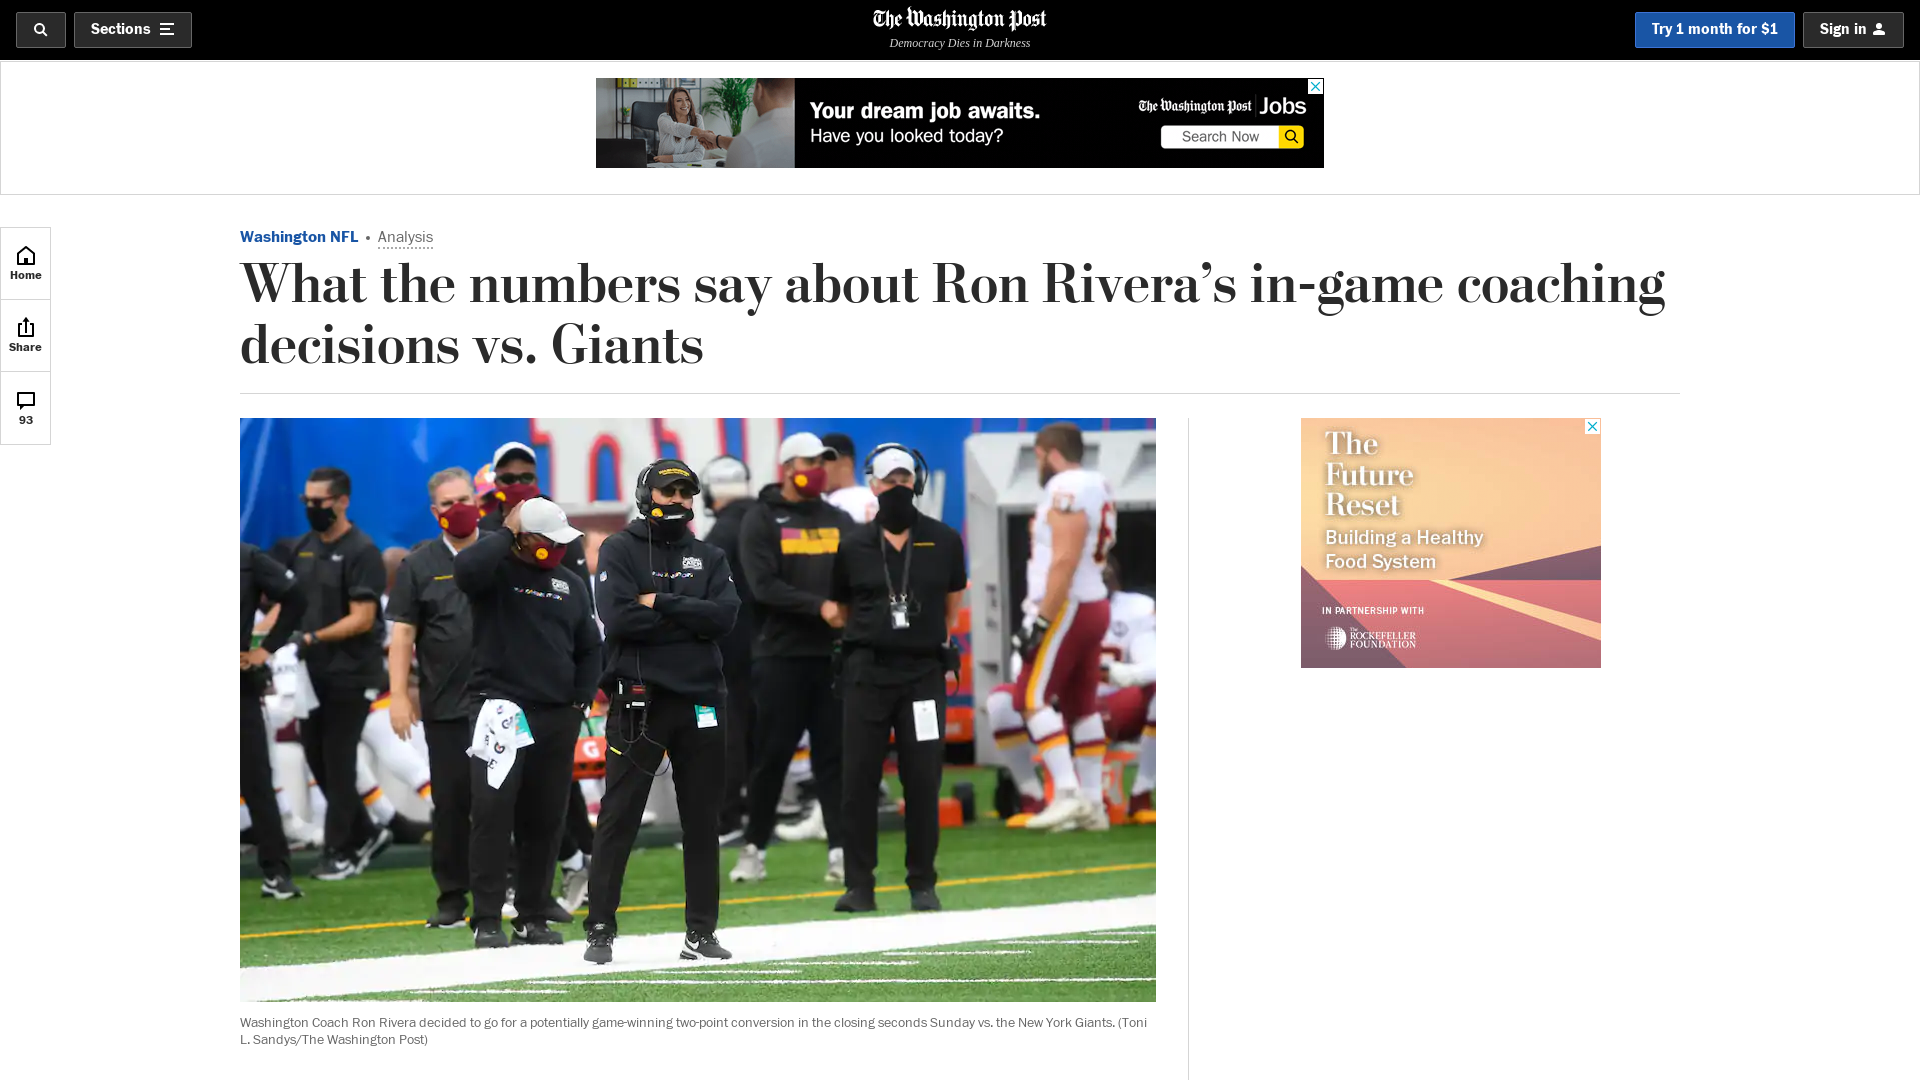 Sections
The Washington Post
Democracy Dies in Darkness
Try 1 month for $1
Sign in
Your dream job awaits.
Have you looked today?
The Washington Post Jobs
Search Now
Home
Share
93
Washington NFL • Analysis
What the numbers say about Ron Rivera’s in-game coaching
decisions vs. Giants
The
Future
Reset
Building a Healthy
Food System
IN PARTNERSHIP WITH
The
ROCKEFELLER
FOUNDATION
Washington Coach Ron Rivera decided to go for a potentially game-winning two-point conversion in the closing seconds Sunday vs. the New York Giants. (Toni
L. Sandys/The Washington Post)